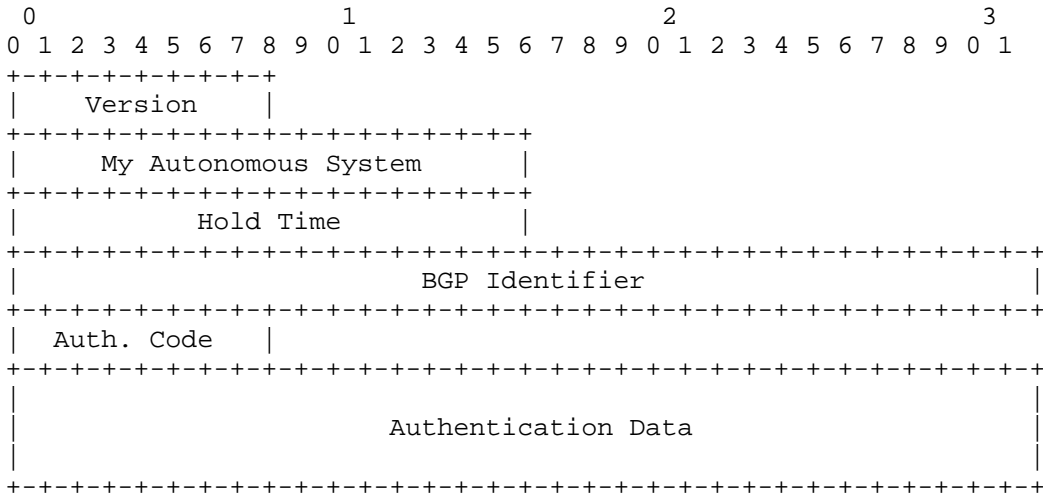 0                   1                   2                   3
0 1 2 3 4 5 6 7 8 9 0 1 2 3 4 5 6 7 8 9 0 1 2 3 4 5 6 7 8 9 0 1
+-+-+-+-+-+-+-+-+
|    Version    |
+-+-+-+-+-+-+-+-+-+-+-+-+-+-+-+-+
|     My Autonomous System      |
+-+-+-+-+-+-+-+-+-+-+-+-+-+-+-+-+
|           Hold Time           |
+-+-+-+-+-+-+-+-+-+-+-+-+-+-+-+-+-+-+-+-+-+-+-+-+-+-+-+-+-+-+-+-+
|                         BGP Identifier                        |
+-+-+-+-+-+-+-+-+-+-+-+-+-+-+-+-+-+-+-+-+-+-+-+-+-+-+-+-+-+-+-+-+
|  Auth. Code   |
+-+-+-+-+-+-+-+-+-+-+-+-+-+-+-+-+-+-+-+-+-+-+-+-+-+-+-+-+-+-+-+-+
|                                                               |
|                       Authentication Data                     |
|                                                               |
+-+-+-+-+-+-+-+-+-+-+-+-+-+-+-+-+-+-+-+-+-+-+-+-+-+-+-+-+-+-+-+-+